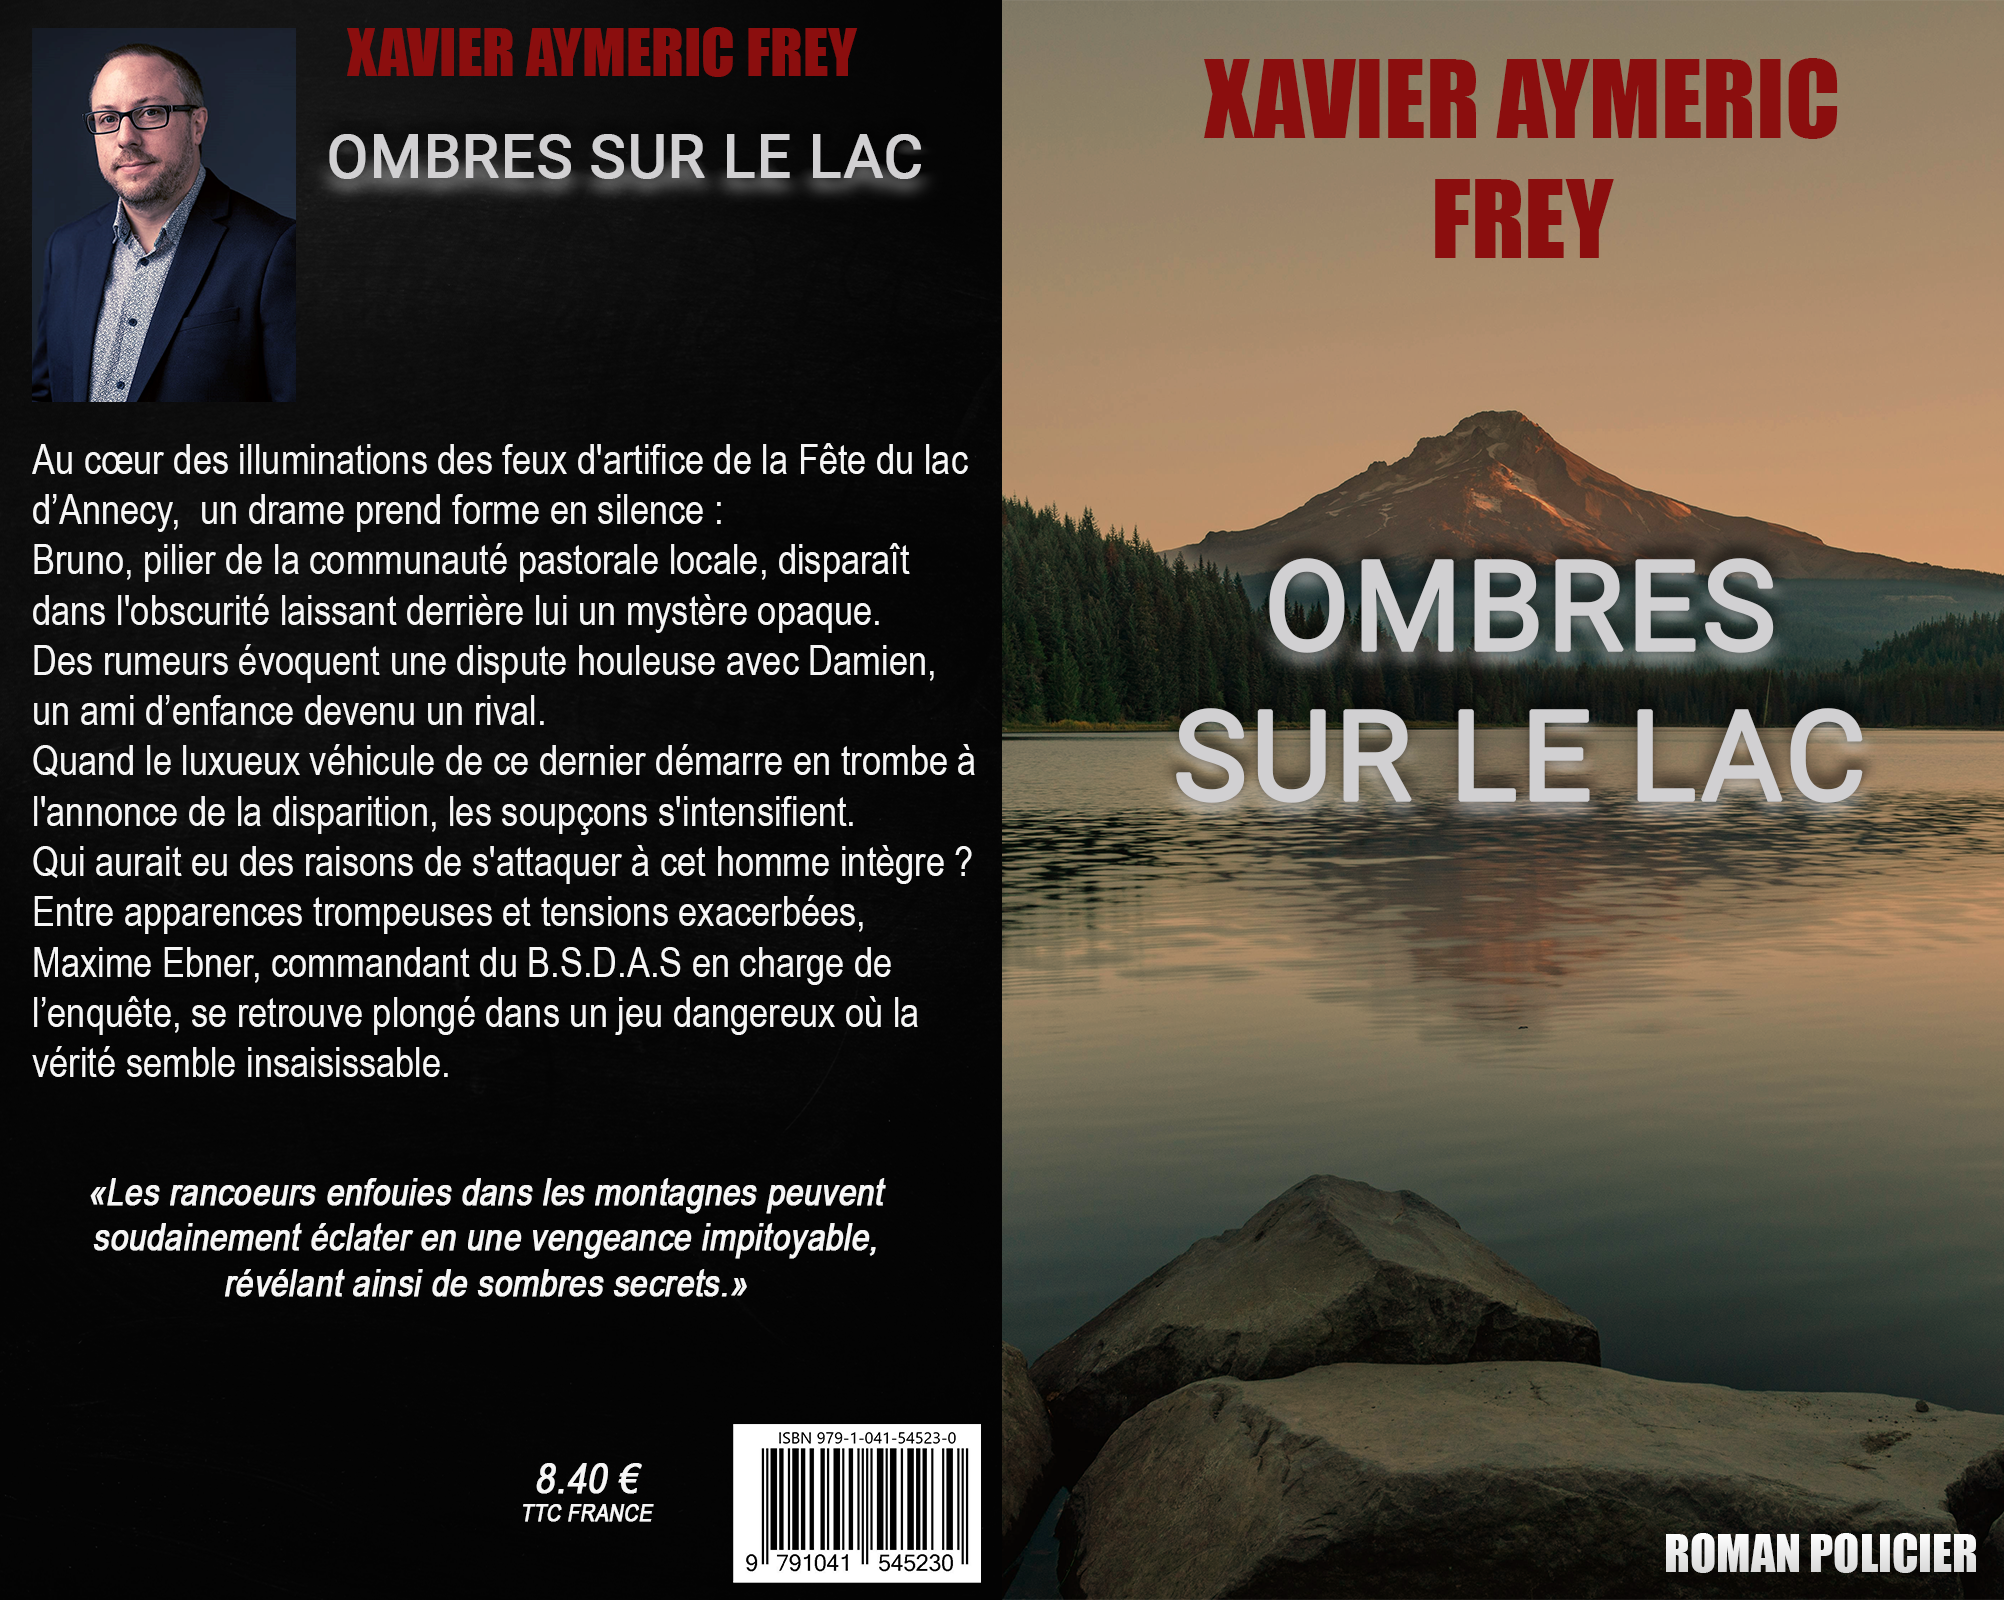 XAVIER AYMERIC FREY
OMBRES SUR LE LAC
Au cœur des illuminations des feux d'artifice de la Fête du lac
d’Annecy,  un drame prend forme en silence :
Bruno, pilier de la communauté pastorale locale, disparaît
dans l'obscurité laissant derrière lui un mystère opaque.
Des rumeurs évoquent une dispute houleuse avec Damien,
un ami d’enfance devenu un rival.
Quand le luxueux véhicule de ce dernier démarre en trombe à
l'annonce de la disparition, les soupçons s'intensifient.
Qui aurait eu des raisons de s'attaquer à cet homme intègre ?
Entre apparences trompeuses et tensions exacerbées,
Maxime Ebner, commandant du B.S.D.A.S en charge de
l’enquête, se retrouve plongé dans un jeu dangereux où la
vérité semble insaisissable.
«Les rancoeurs enfouies dans les montagnes peuvent
soudainement éclater en une vengeance impitoyable,
révélant ainsi de sombres secrets.»
8.40 €
TTC FRANCE
ISBN 979-1-041-54523-0
9 791041 545230
XAVIER AYMERIC
FREY
OMBRES
SUR LE LAC
ROMAN POLICIER